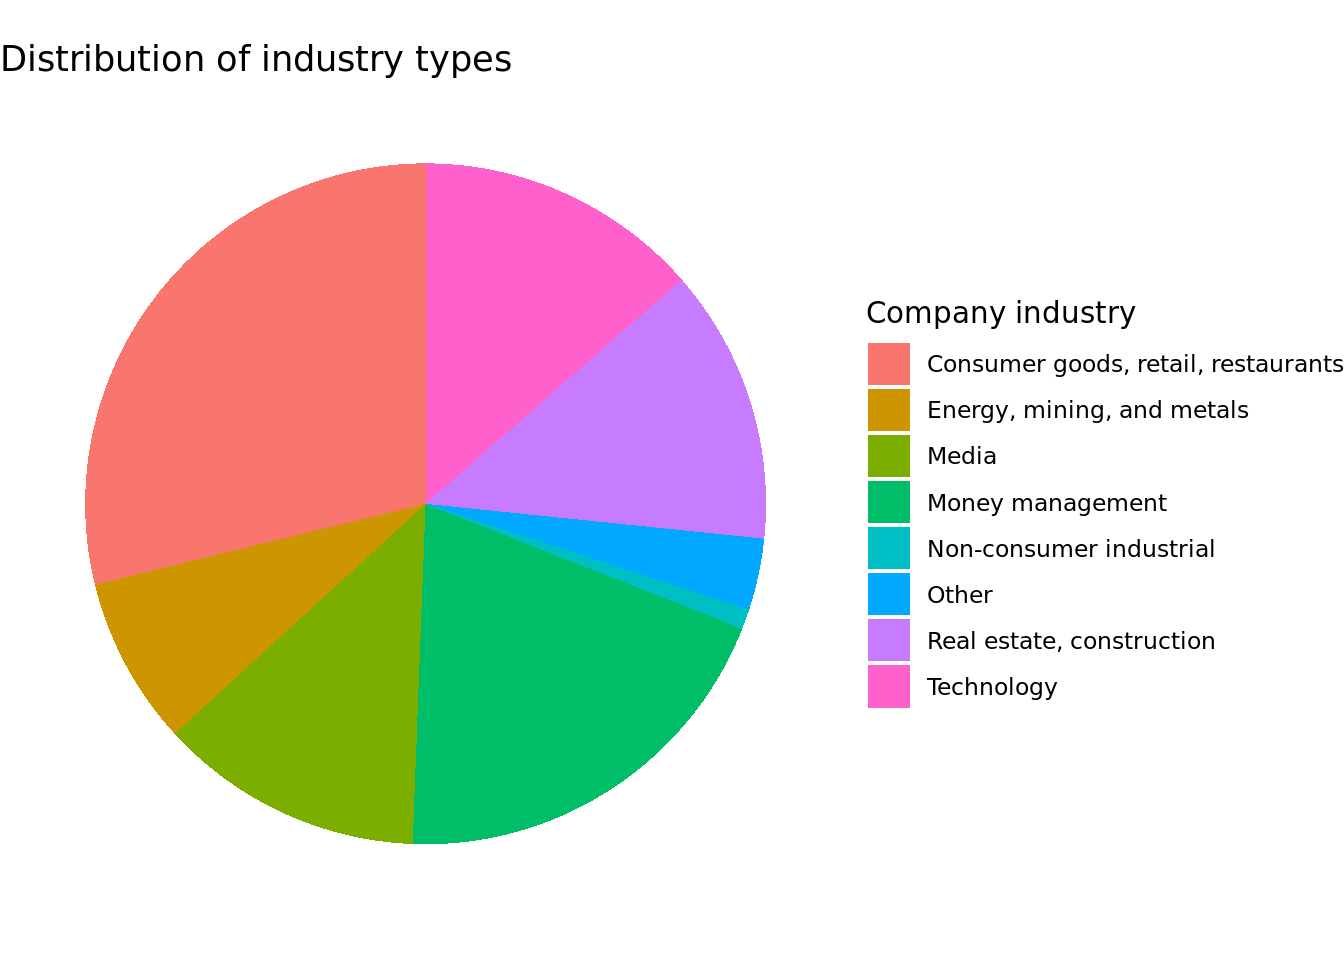 Distribution of industry types
Company industry
Consumer goods, retail, restaurants
Energy, mining, and metals
Media
Money management
Non-consumer industrial
Other
Real estate, construction
Technology